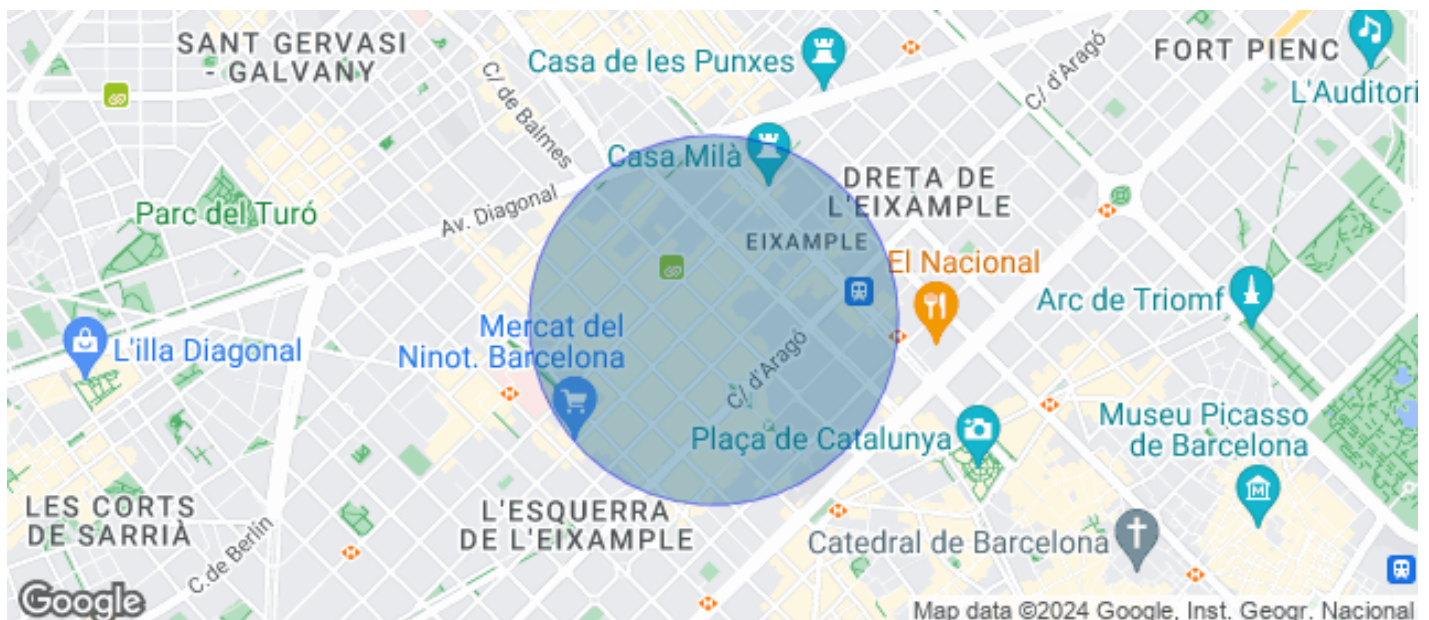 SANT GERVASI
- GALVANY
Casa de les Punxes
FORT PIENC
L'Auditori
C/ d'Aragó
C/ de Balmes
Casa Milà
DRETA DE
L'EIXAMPLE
Parc del Turó
Av. Diagonal
EIXAMPLE
El Nacional
Arc de Triomf
Mercat del
Ninot. Barcelona
L'illa Diagonal
C/ d'Aragó
Museu Picasso
de Barcelona
Plaça de Catalunya
LES CORTS
DE SARRIÀ
L'ESQUERRA
DE L'EIXAMPLE
C. de Berlín
Catedral de Barcelona
Google
Map data ©2024 Google, Inst. Geogr. Nacional